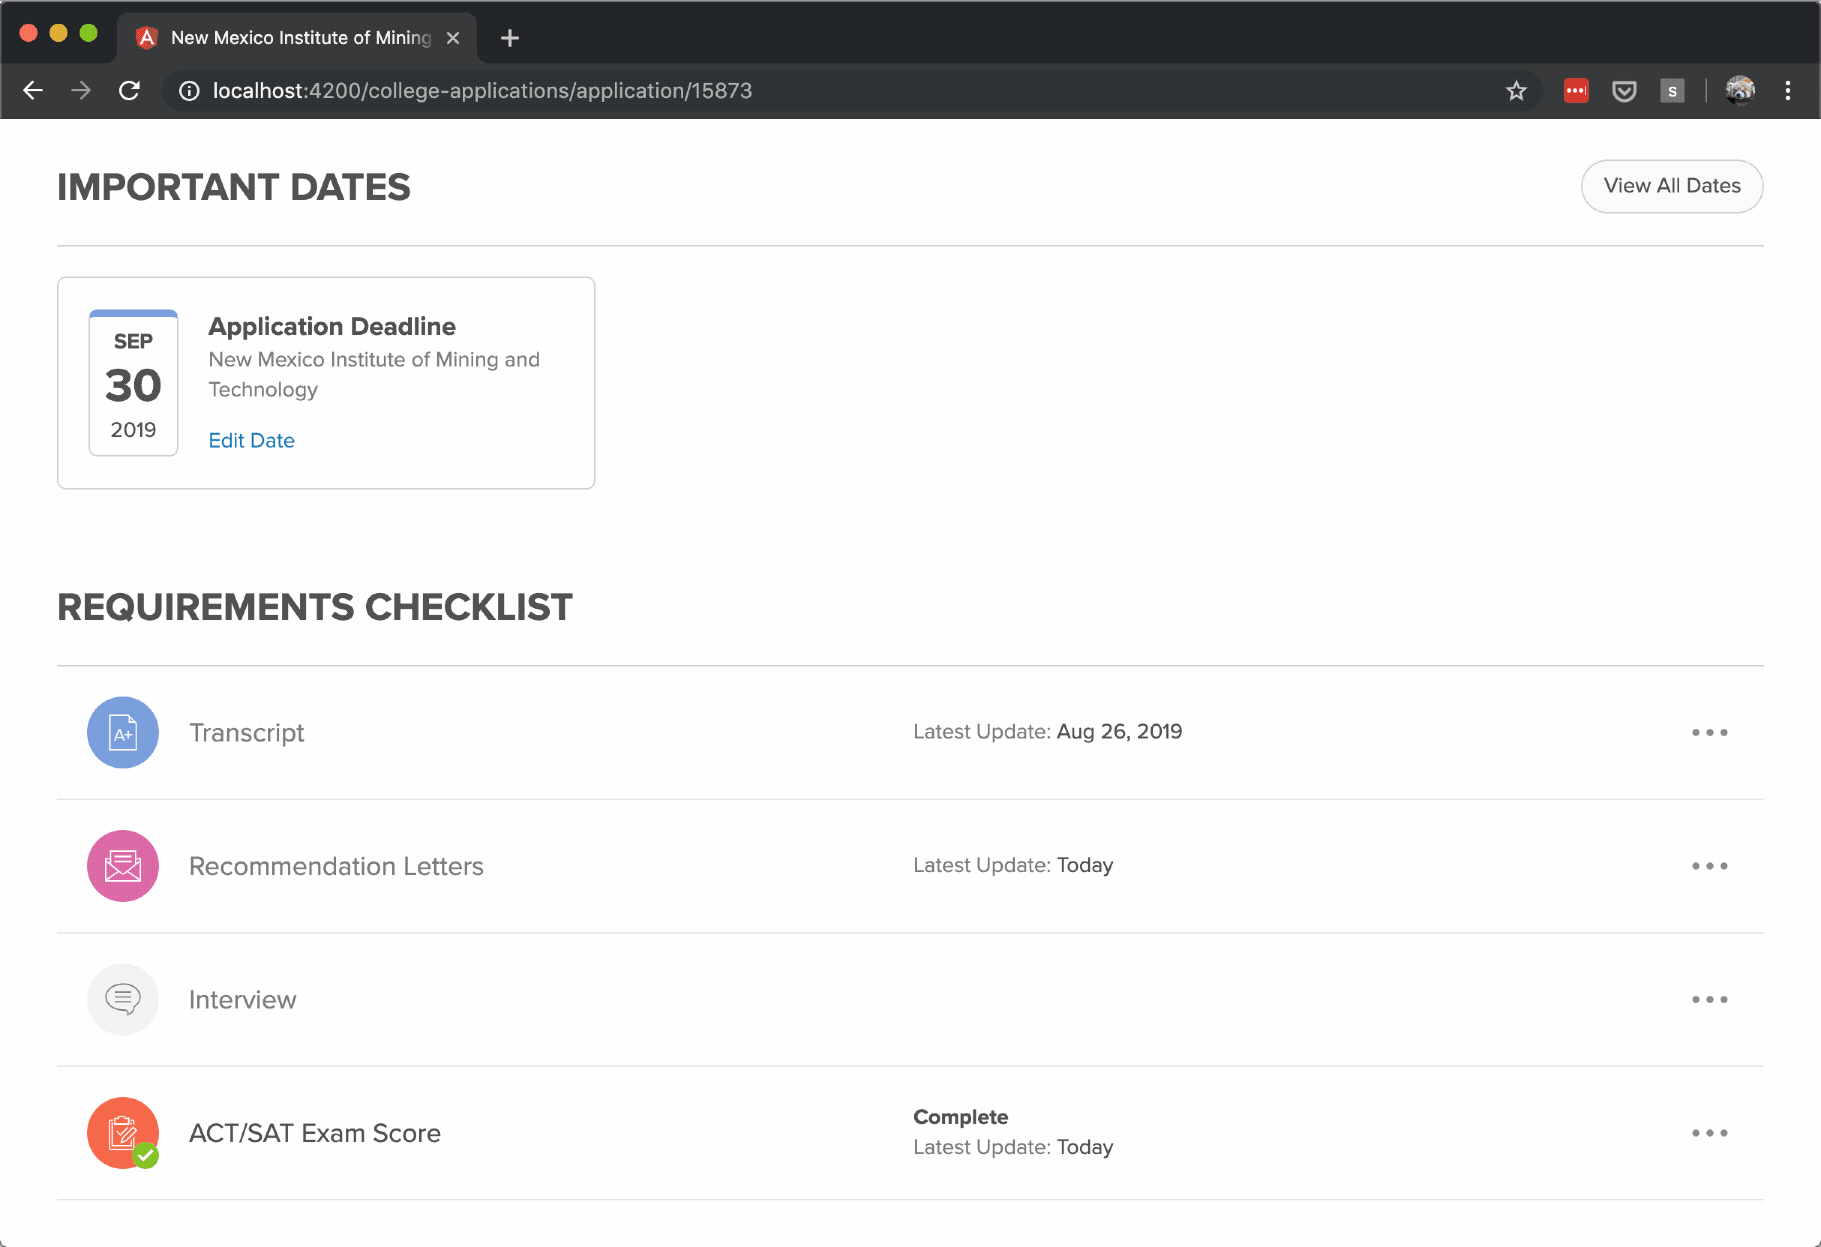 New Mexico Institute of Mining
localhost:4200/college-applications/application/15873
S
IMPORTANT DATES
View All Dates
SEP
30
2019
Application Deadline
New Mexico Institute of Mining and
Technology
Edit Date
REQUIREMENTS CHECKLIST
A+
Transcript
Latest Update: Aug 26, 2019
Recommendation Letters
Latest Update: Today
Interview
ACT/SAT Exam Score
Complete
Latest Update: Today